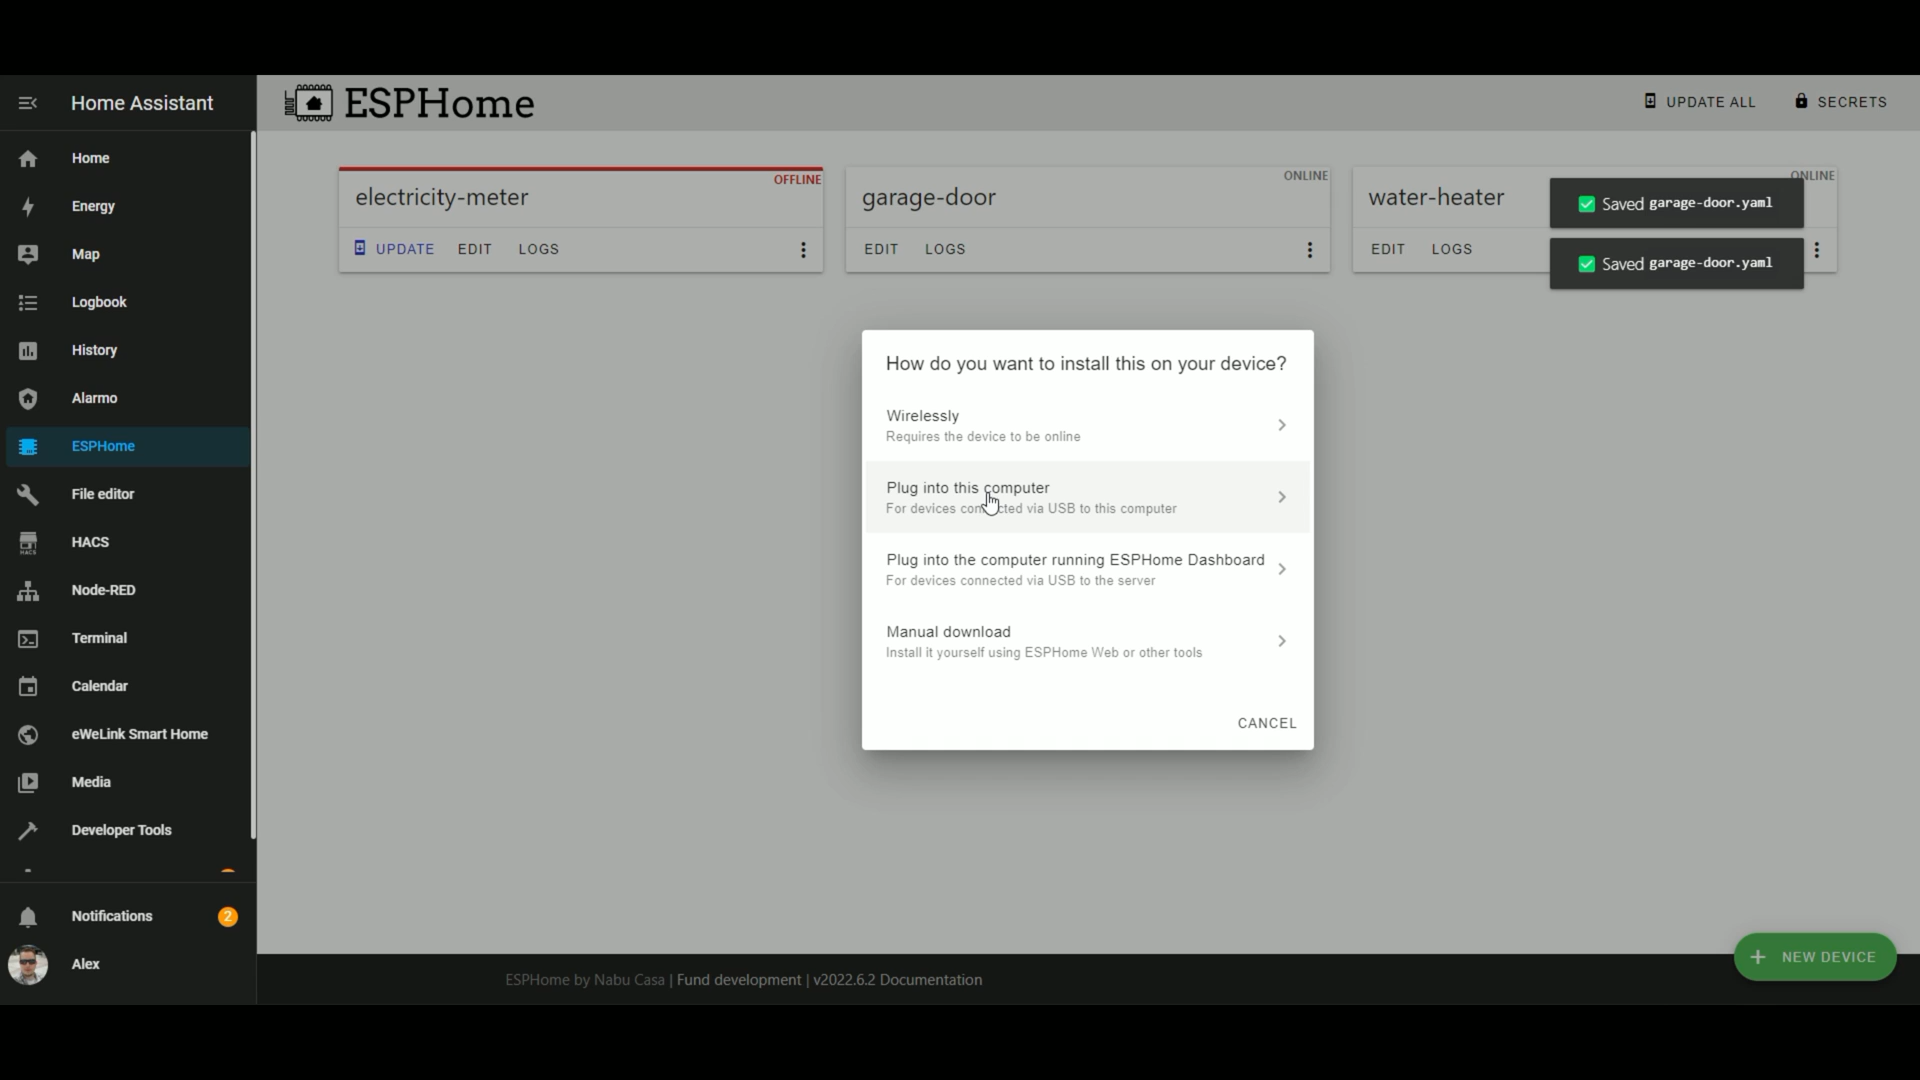 Home Assistant
ESPHome
UPDATE ALL
SECRETS
Home
Energy
Map
Logbook
History
Alarmo
ESPHome
File editor
HACS
HACS
Node-RED
Terminal
Calendar
eWeLink Smart Home
Media
Developer Tools
Notifications
2
Alex
OFFLINE
electricity-meter
UPDATE
EDIT
LOGS
ONLINE
garage-door
EDIT
LOGS
ONLINE
water-heater
EDIT
LOGS
Saved garage-door.yaml
Saved garage-door.yaml
How do you want to install this on your device?
Wirelessly
Requires the device to be online
Plug into this computer
For devices connected via USB to this computer
Plug into the computer running ESPHome Dashboard
For devices connected via USB to the server
Manual download
Install it yourself using ESPHome Web or other tools
CANCEL
NEW DEVICE
ESPHome by Nabu Casa | Fund development | v2022.6.2 Documentation